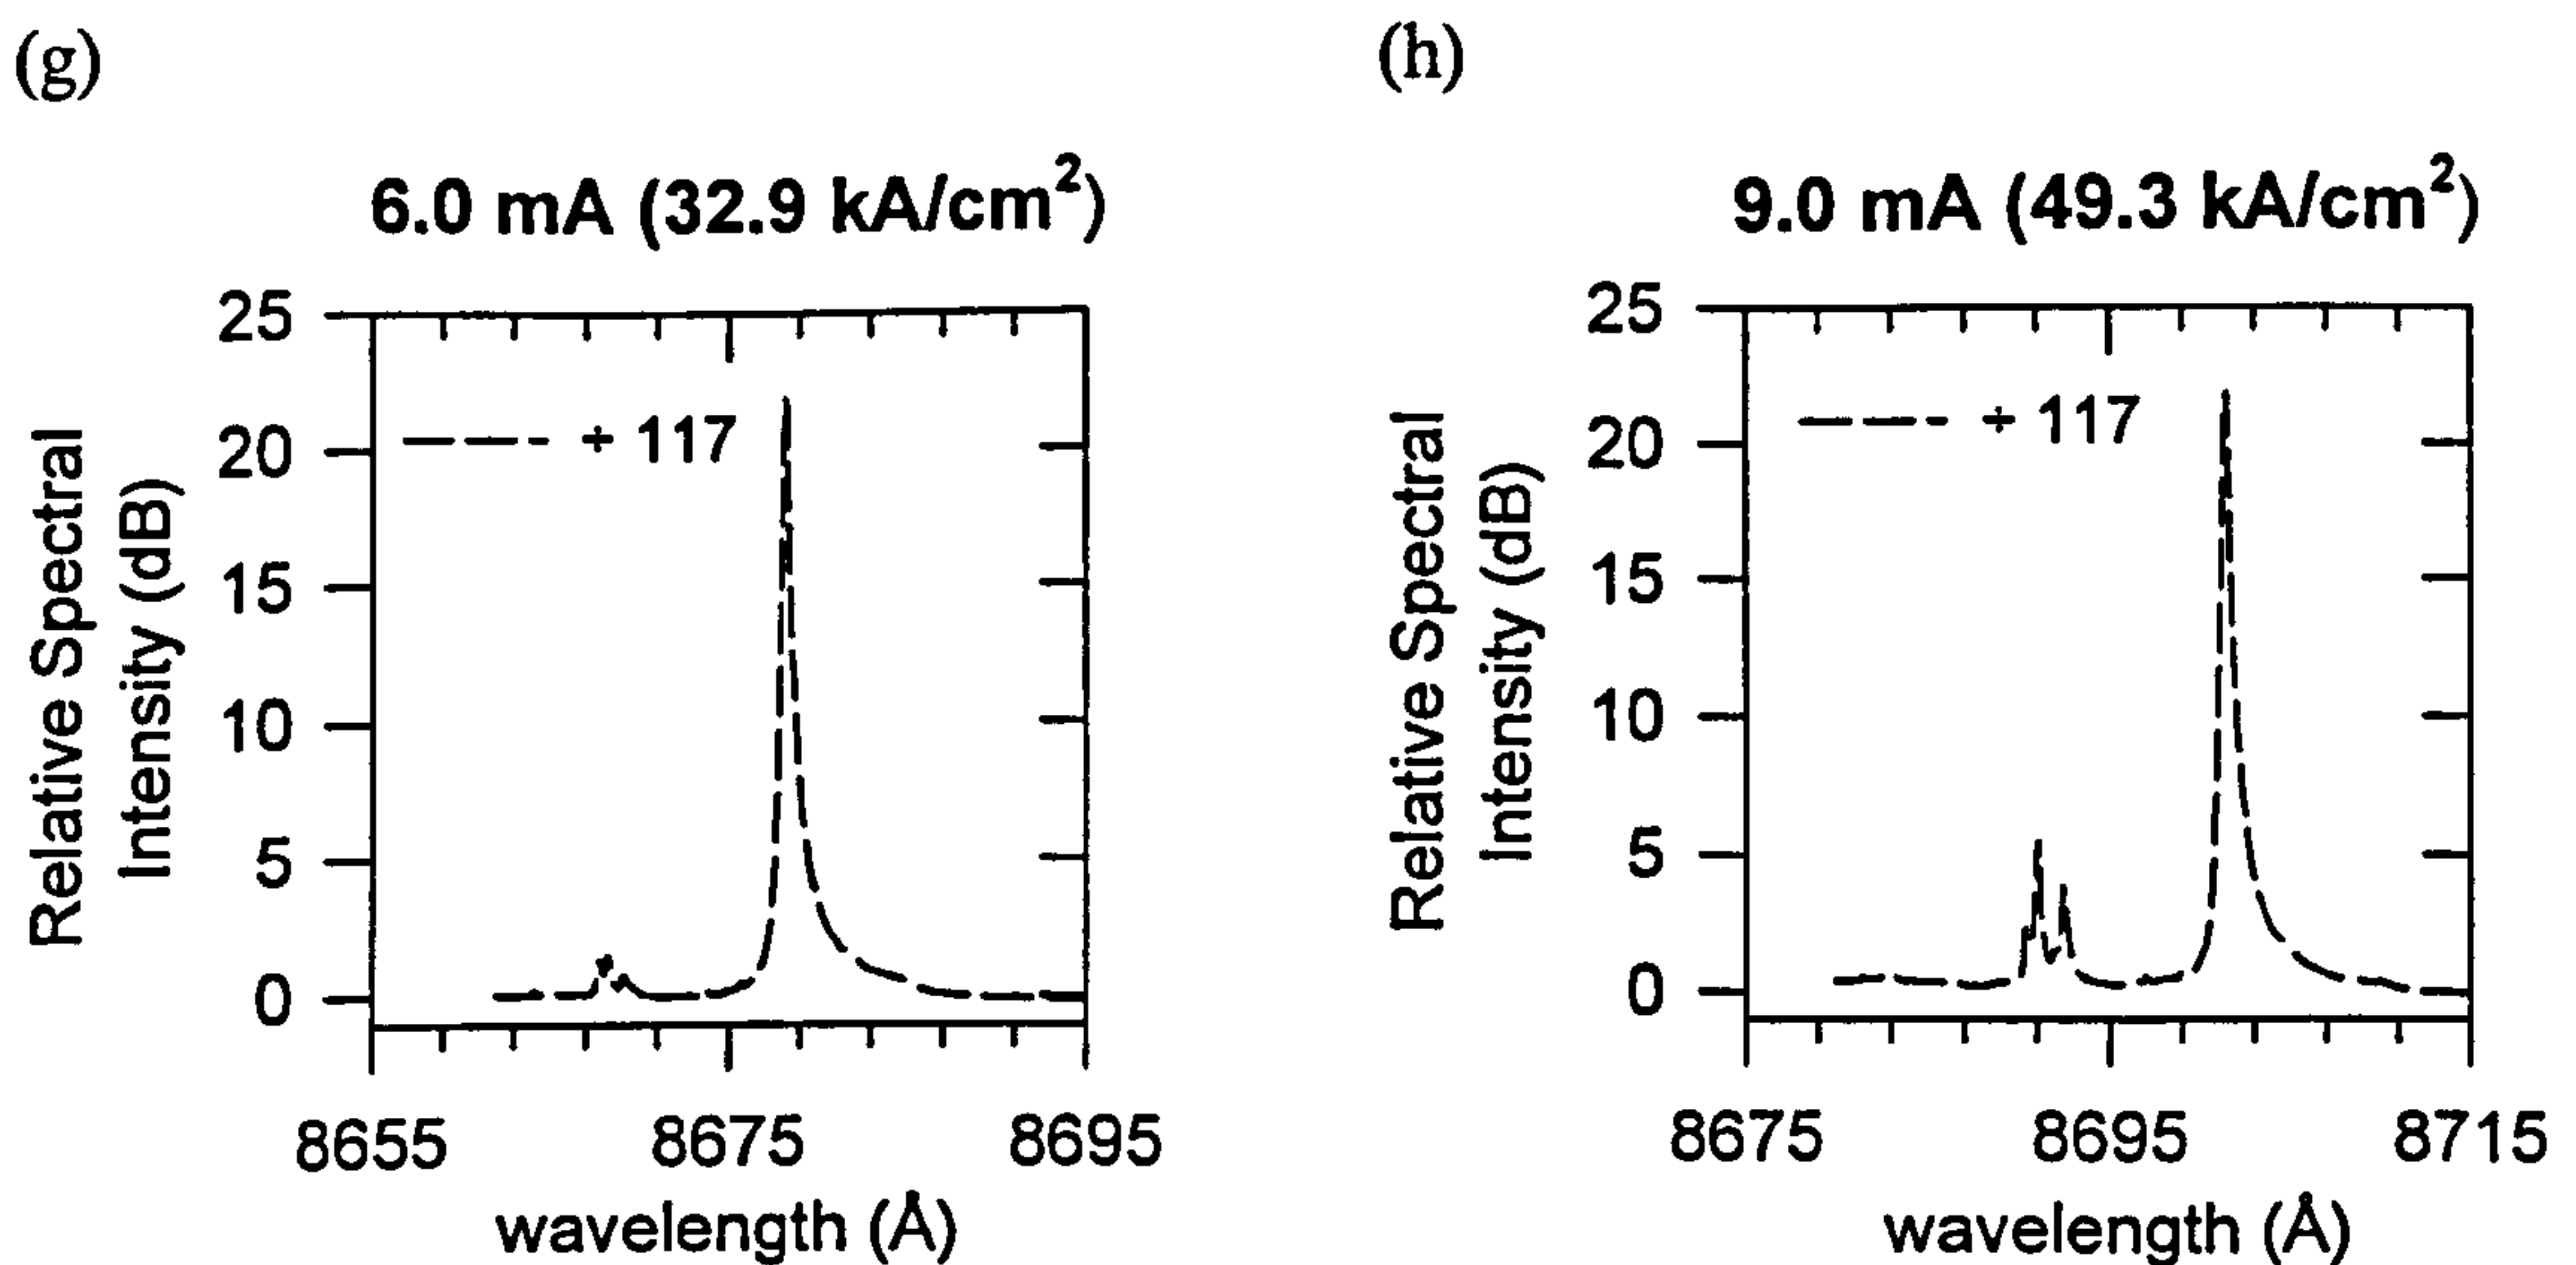 (g)
6.0 mA (32.9 kA/cm²)
Relative Spectral
Intensity (dB)
25
20
15
10
5
0
+ 117
8655 8675 8695
wavelength (Å)
(h)
9.0 mA (49.3 kA/cm²)
Relative Spectral
Intensity (dB)
25
20
15
10
5
0
+ 117
8675 8695 8715
wavelength (Å)